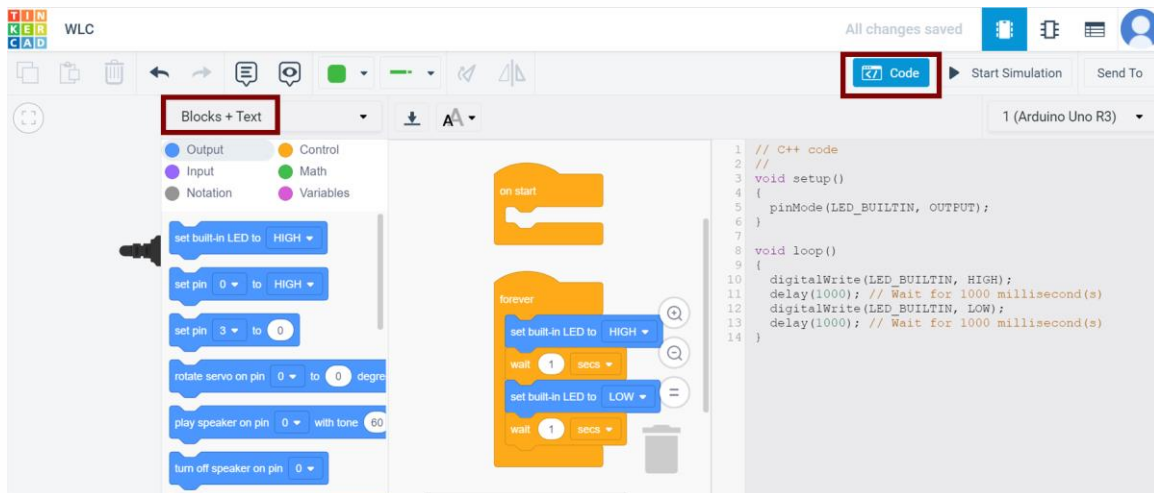 TIN
KER
CAD
WLC
All changes saved
Code
Start Simulation
Send To
Blocks + Text
1 (Arduino Uno R3)
Output
Control
Input
Math
Notation
Variables
set built-in LED to HIGH
set pin 0 to HIGH
set pin 3 to 0
rotate servo on pin 0 to 0 degre
play speaker on pin 0 with tone 60
turn off speaker on pin 0
on start
forever
set built-in LED to HIGH
wait 1 secs
set built-in LED to LOW
wait 1 secs
1 // C++ code
2 //
3 void setup()
4 {
5 pinMode(LED_BUILTIN, OUTPUT);
6 }
7
8 void loop()
9 {
10 digitalWrite(LED_BUILTIN, HIGH);
11 delay(1000); // Wait for 1000 millisecond(s)
12 digitalWrite(LED_BUILTIN, LOW);
13 delay(1000); // Wait for 1000 millisecond(s)
14 }